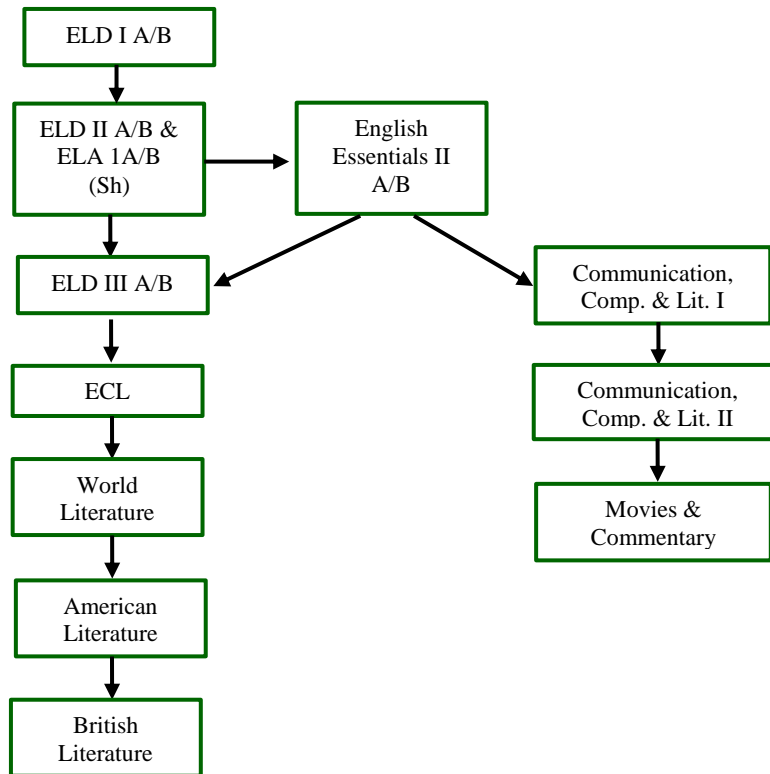 ELD I A/B
ELD II A/B &
ELA 1A/B
(Sh)
English
Essentials II
A/B
ELD III A/B
Communication,
Comp. & Lit. I
ECL
Communication,
Comp. & Lit. II
World
Literature
Movies &
Commentary
American
Literature
British
Literature